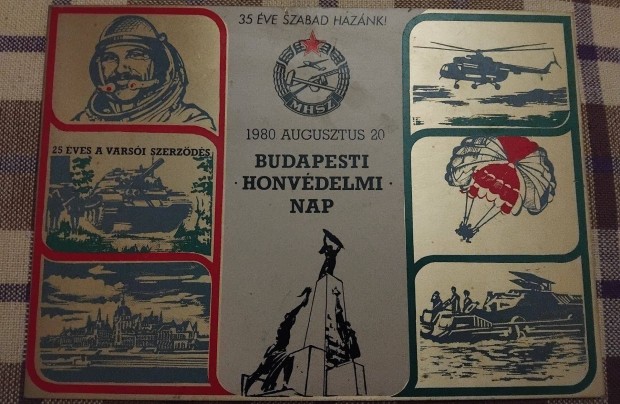 35 ÉVE SZABAD HAZÁNK!
MHSZ
1980 AUGUSZTUS 20
BUDAPESTI
· HONVÉDELMI ·
NAP
25 ÉVES A VARSÓI SZERZŐDÉS